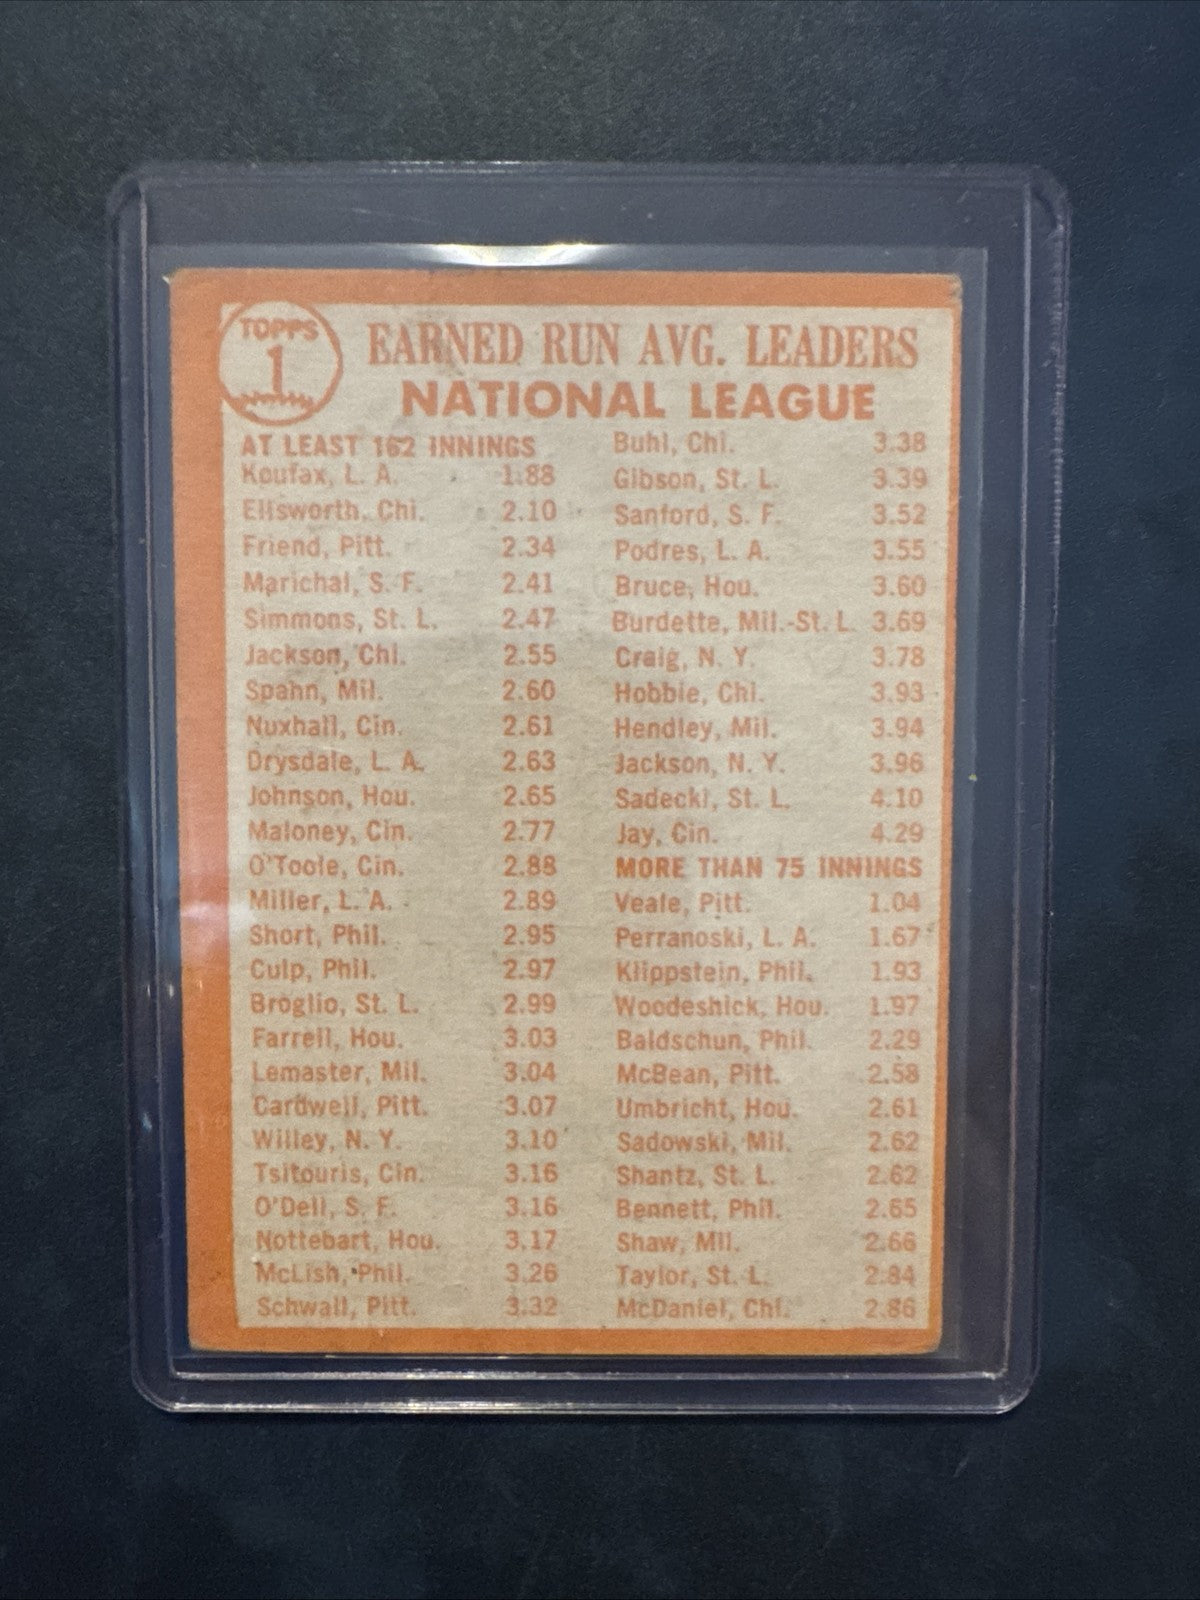 TOPPS
1
EARNED RUN AVG. LEADERS
NATIONAL LEAGUE
AT LEAST 162 INNINGS
Koufax, L. A. 1.88
Ellsworth, Chi. 2.10
Friend, Pitt. 2.34
Marichal, S. F. 2.41
Simmons, St. L. 2.47
Jackson, Chi. 2.55
Spahn, Mil. 2.60
Nuxhall, Cin. 2.61
Drysdale, L. A. 2.63
Johnson, Hou. 2.65
Maloney, Cin. 2.77
O'Toole, Cin. 2.88
Miller, L. A. 2.89
Short, Phil. 2.95
Culp, Phil. 2.97
Broglio, St. L. 2.99
Farrell, Hou. 3.03
Lemaster, Mil. 3.04
Cardwell, Pitt. 3.07
Willey, N. Y. 3.10
Tsitouris, Cin. 3.16
O'Dell, S. F. 3.16
Nottebart, Hou. 3.17
McLish, Phil. 3.26
Schwall, Pitt. 3.32
Buhl, Chi. 3.38
Gibson, St. L. 3.39
Sanford, S. F. 3.52
Podres, L. A. 3.55
Bruce, Hou. 3.60
Burdette, Mil.-St. L. 3.69
Craig, N. Y. 3.78
Hobbie, Chi. 3.93
Hendley, Mil. 3.94
Jackson, N. Y. 3.96
Sadecki, St. L. 4.10
Jay, Cin. 4.29
MORE THAN 75 INNINGS
Veale, Pitt. 1.04
Perranoski, L. A. 1.67
Klippstein, Phil. 1.93
Woodeshick, Hou. 1.97
Baldschun, Phil. 2.29
McBean, Pitt. 2.58
Umbricht, Hou. 2.61
Sadowski, Mil. 2.62
Shantz, St. L. 2.62
Bennett, Phil. 2.65
Shaw, Mil. 2.66
Taylor, St. L. 2.84
McDaniel, Chi. 2.86